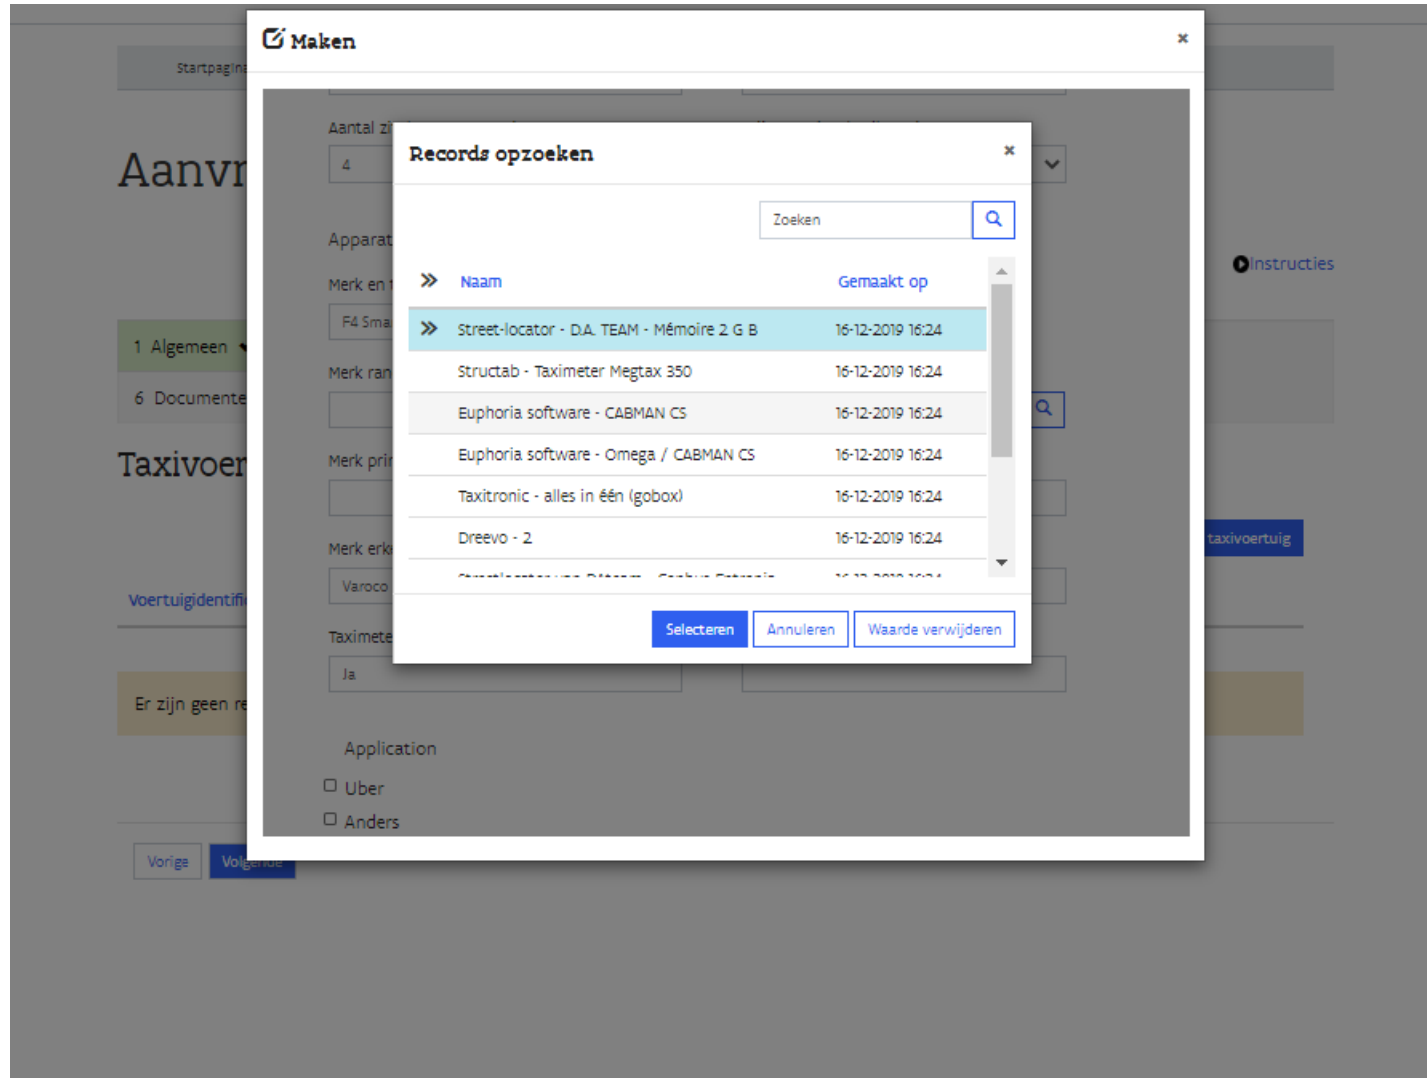 Maken
×
Startpagina
Aantal
4
Records opzoeken
×
Aanvr
Zoeken
Apparat
Instructies
Merk en
Naam
Gemaakt op
F4 Sma
Street-locator - D.A. TEAM - Mémoire 2 G B
16-12-2019 16:24
1 Algemeen
Merk ran
Structab - Taximeter Megtax 350
16-12-2019 16:24
6 Documente
Euphoria software - CABMAN CS
16-12-2019 16:24
Taxivoer
Merk prin
Euphoria software - Omega / CABMAN CS
16-12-2019 16:24
Taxitronic - alles in één (gobox)
16-12-2019 16:24
Dreevo - 2
16-12-2019 16:24
taxivoertuig
Merk erk
Varoco
Voertuigidentifi
Selecteren
Annuleren
Waarde verwijderen
Taximete
Ja
Er zijn geen re
Application
Uber
Anders
Vorige
Volgende